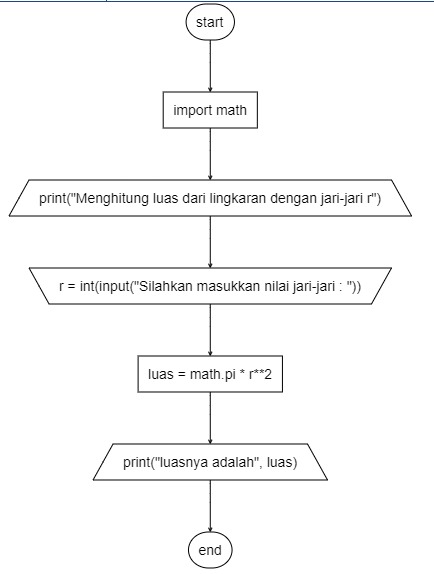 start
import math
print("Menghitung luas dari lingkaran dengan jari-jari r")
r = int(input("Silahkan masukkan nilai jari-jari : "))
luas = math.pi * r**2
print("luasnya adalah", luas)
end